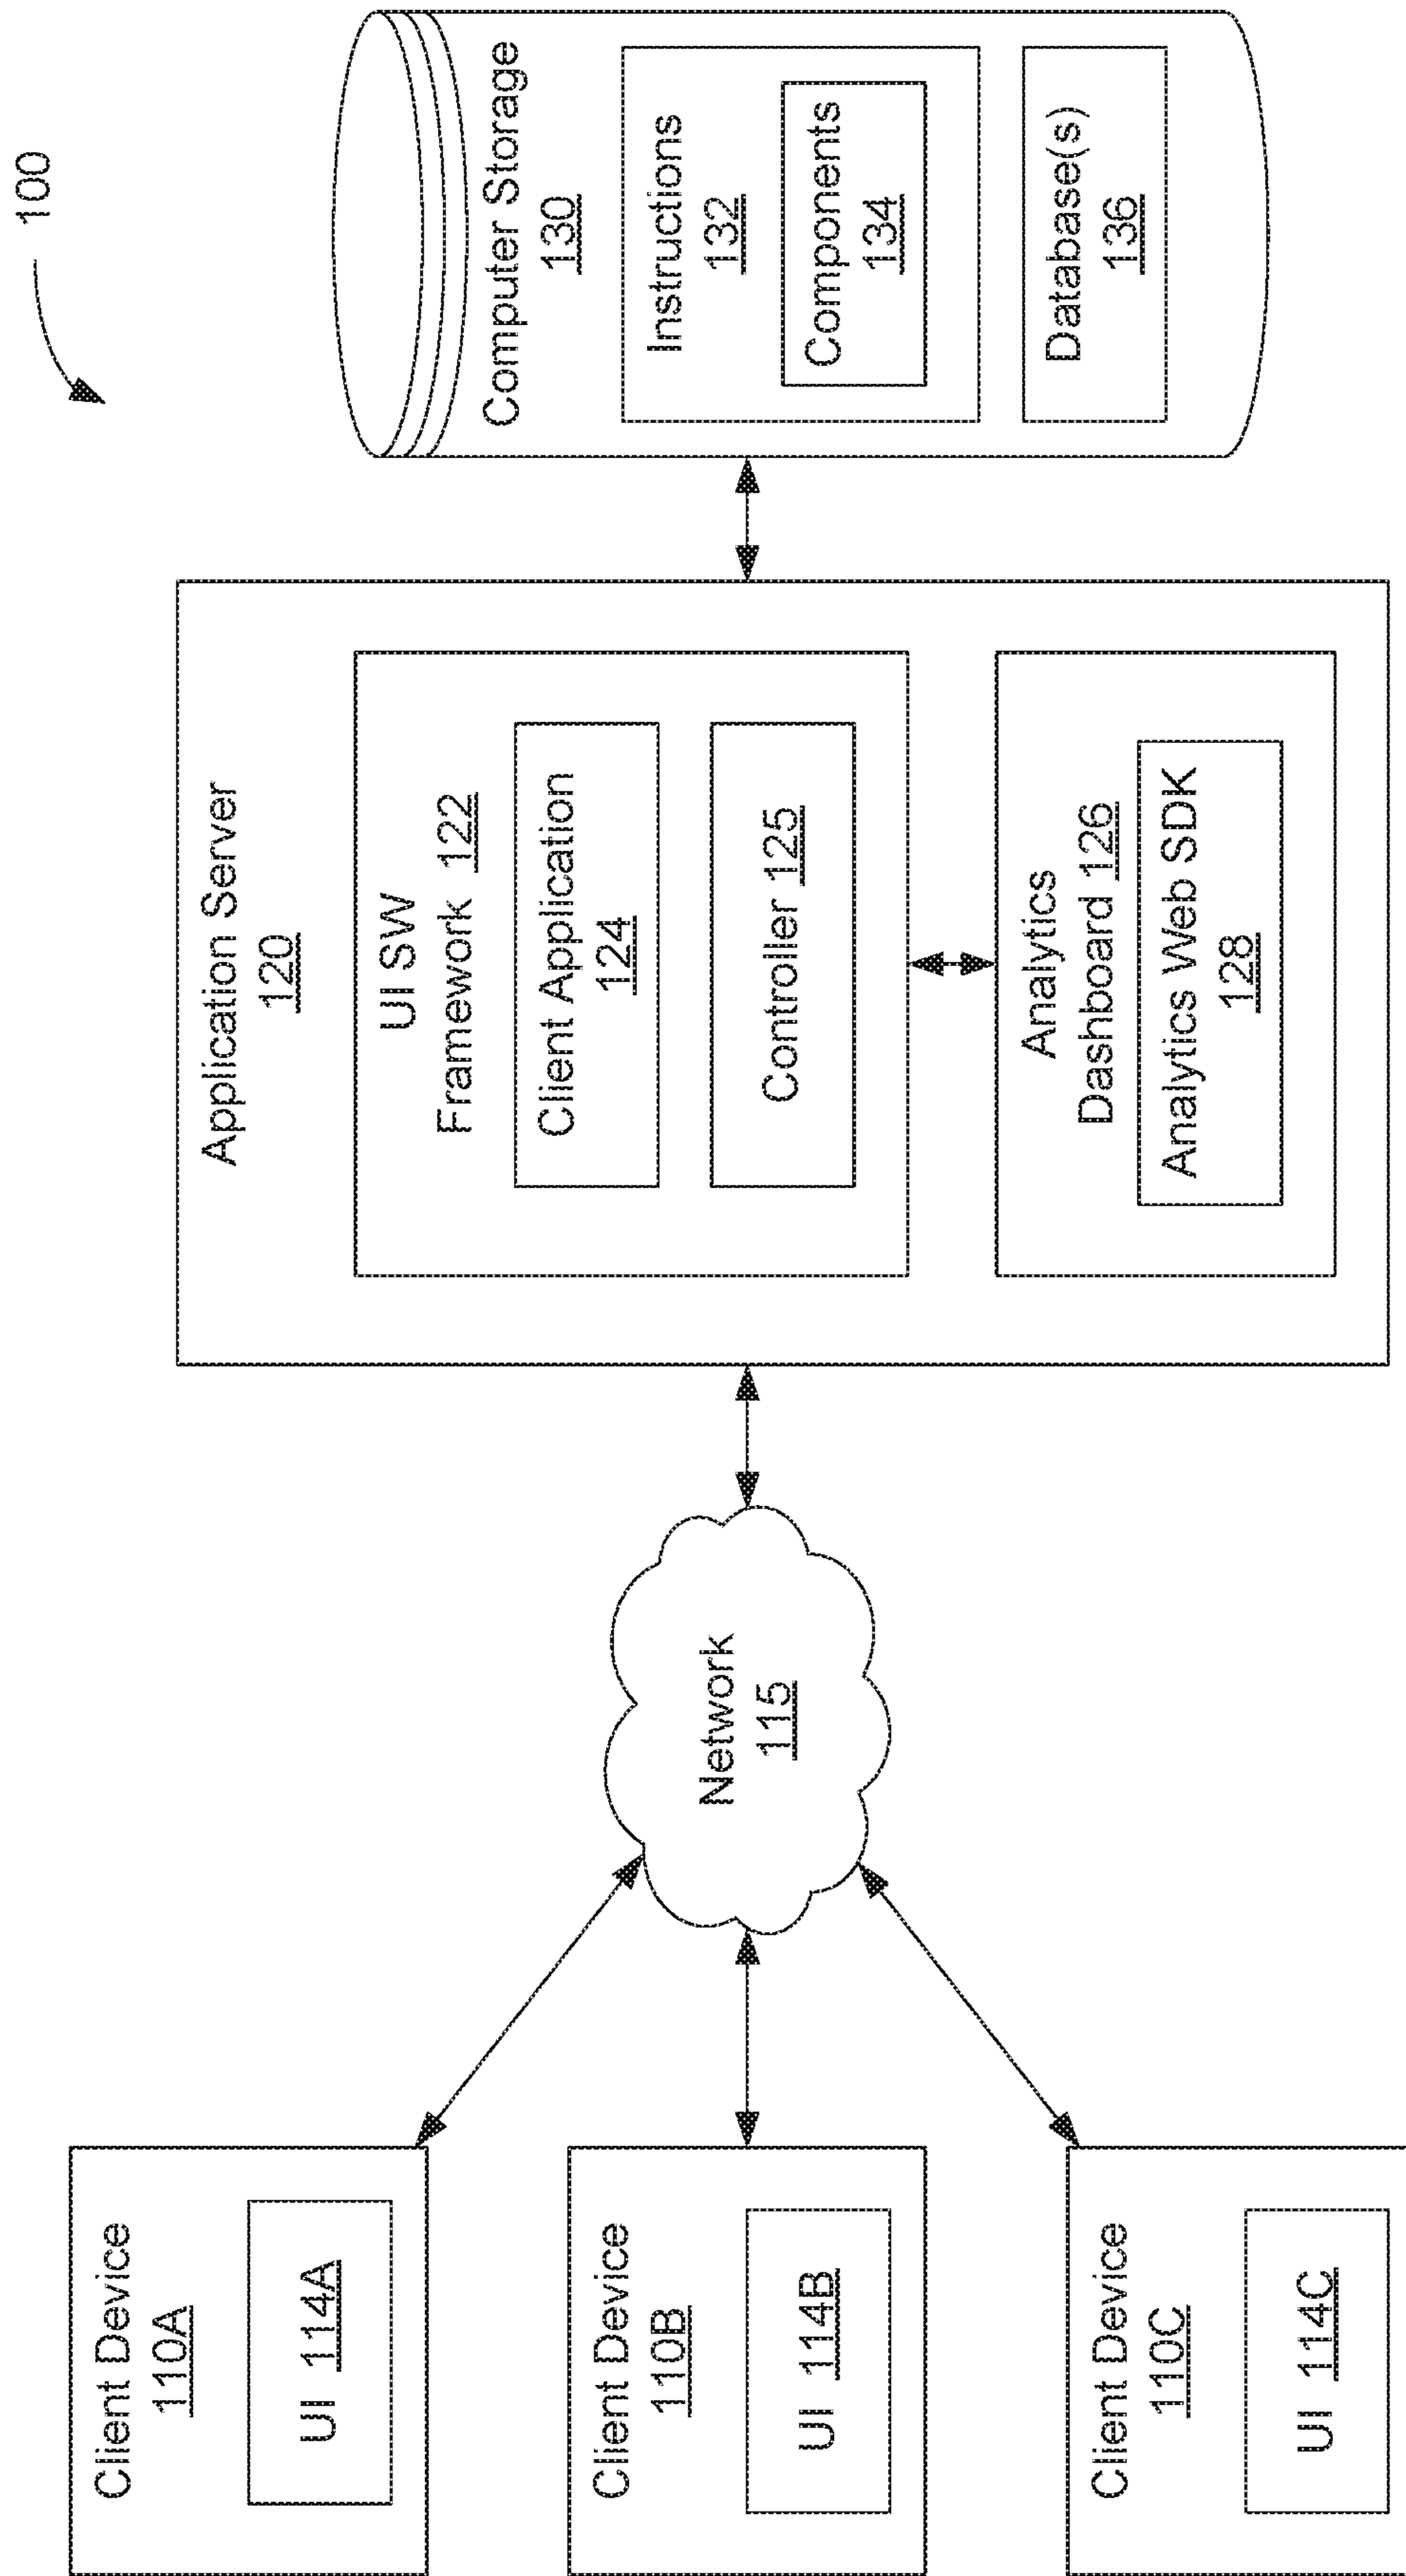 100
Client Device
110A
UI 114A
Client Device
110B
UI 114B
Client Device
110C
UI 114C
Network
115
Application Server
120
UI SW
Framework 122
Client Application
124
Controller 125
Analytics
Dashboard 126
Analytics Web SDK
128
Computer Storage
130
Instructions
132
Components
134
Database(s)
136